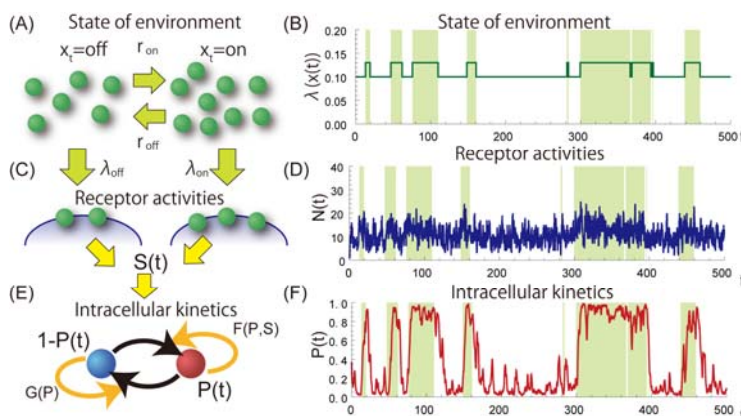 (A) State of environment
x_t=off r_on x_t=on
r_off
λ_off λ_on
(C) Receptor activities
S(t)
(E) Intracellular kinetics
1-P(t) F(P,S)
G(P) P(t)
(B) State of environment
λ(x(t))
0.20
0.15
0.10
0.05
0.00
0 100 200 300 400 500
(D) Receptor activities
N(t)
40
30
20
10
0
0 100 200 300 400 500
(F) Intracellular kinetics
P(t)
1.0
0.8
0.6
0.4
0.2
0
0 100 200 300 400 500